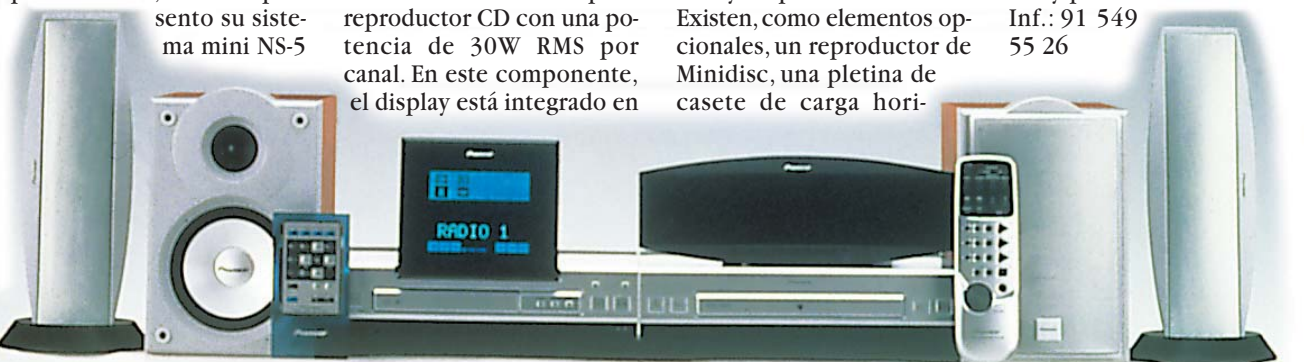 sento su siste-
ma mini NS-5
reproductor CD con una po-
tencia de 30W RMS por
canal. En este componente,
el display está integrado en
Existen, como elementos op-
cionales, un reproductor de
Minidisc, una pletina de
casete de carga hori-
Inf.: 91 549
55 26
Pioneer
RADIO 1
Pioneer